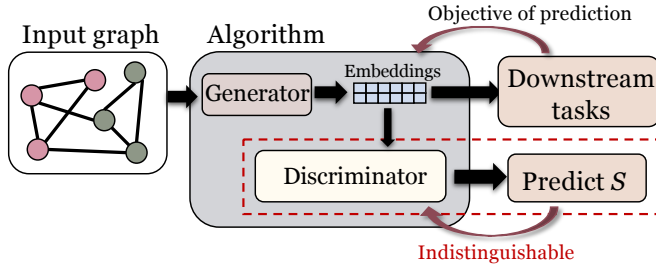 Objective of prediction
Input graph
Algorithm
Embeddings
Generator
Downstream
tasks
Discriminator
Predict S
Indistinguishable